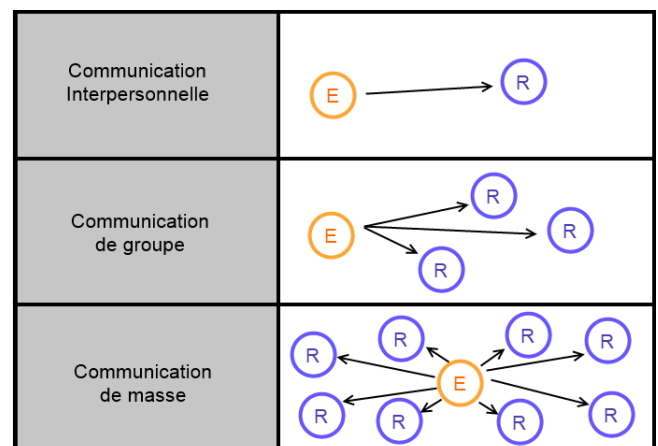 Communication
Interpersonnelle
E
R
Communication
de groupe
R
E
R
R
Communication
de masse
R
R
R
R
E
R
R
R
R